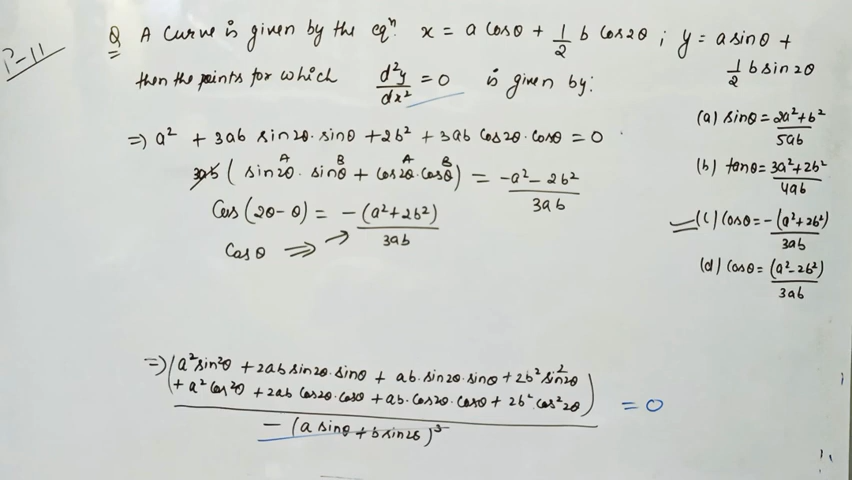 P-11
Q A curve is given by the eqⁿ. x = a cosθ + 1/2 b cos2θ ; y = a sinθ +
1/2 b sin 2θ
then the points for which d²y/dx² = 0 is given by:
(a) sinθ = 2a²+b²/5ab
⇒) a² + 3ab sin2θ. sinθ + 2b² + 3ab cos2θ. cosθ = 0
(b) tanθ = 3a²+2b²/4ab
3ab ( sin2θ. sinθ + cos2θ. cosθ ) = -a² - 2b²/3ab
A B A B
(c) cosθ = -(a²+2b²)/3ab
Cos (2θ - θ) = -(a²+2b²)/3ab
(d) cosθ = (a²-2b²)/3ab
Cosθ ⇒ →
⇒) (a² sin²θ + 2ab sin2θ. sinθ + ab. sin2θ. sinθ + 2b² sin²2θ
+ a² cos²θ + 2ab cos2θ. cosθ + ab. cos2θ. cosθ + 2b² cos²2θ) = 0
- (a sinθ + b sin2θ)³